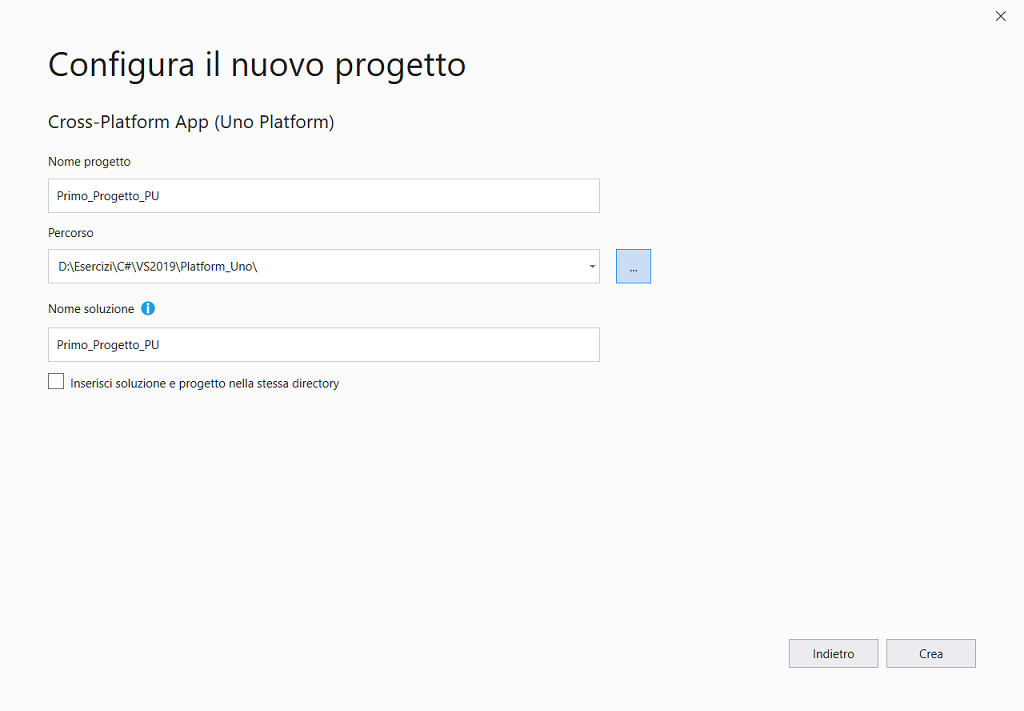 Configura il nuovo progetto
Cross-Platform App (Uno Platform)
Nome progetto
Primo_Progetto_PU
Percorso
D:\Esercizi\C#\VS2019\Platform_Uno\
...
Nome soluzione
Primo_Progetto_PU
Inserisci soluzione e progetto nella stessa directory
Indietro
Crea